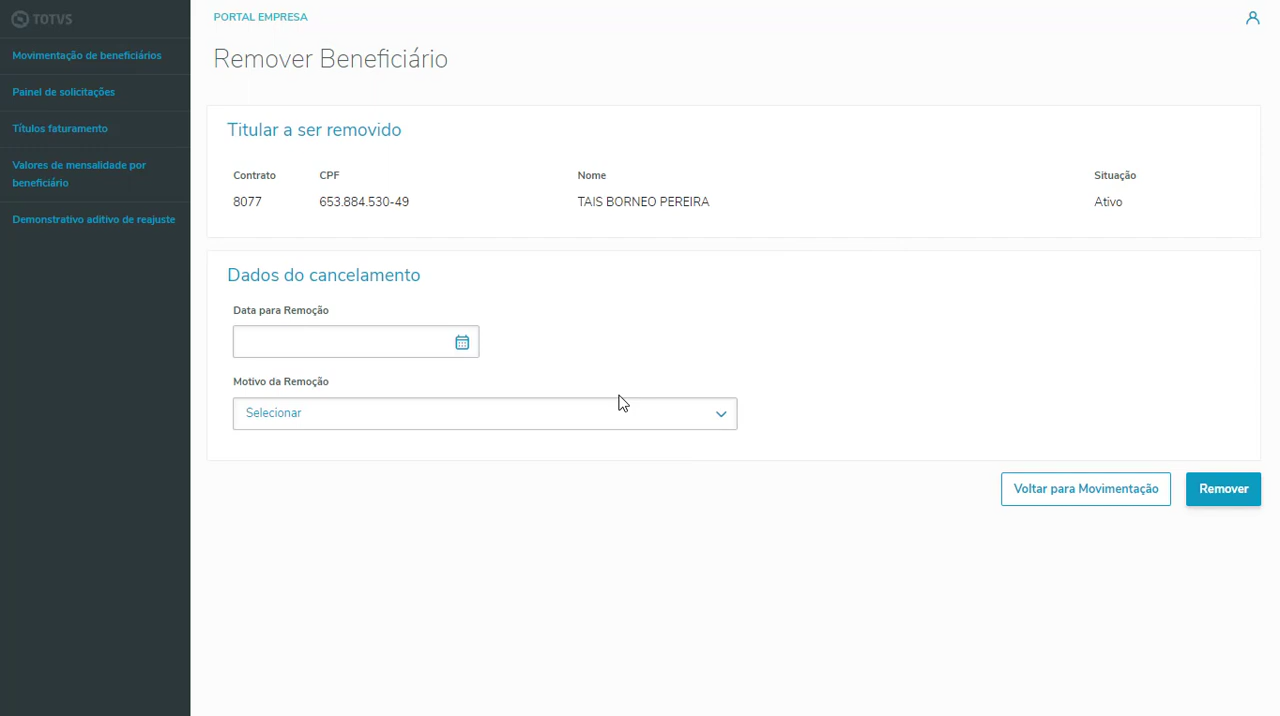 TOTVS
Movimentação de beneficiários
Painel de solicitações
Títulos faturamento
Valores de mensalidade por
beneficiário
Demonstrativo aditivo de reajuste
PORTAL EMPRESA
Remover Beneficiário
Titular a ser removido
Contrato CPF Nome Situação
8077 653.884.530-49 TAIS BORNEO PEREIRA Ativo
Dados do cancelamento
Data para Remoção
Motivo da Remoção
Selecionar
Voltar para Movimentação Remover